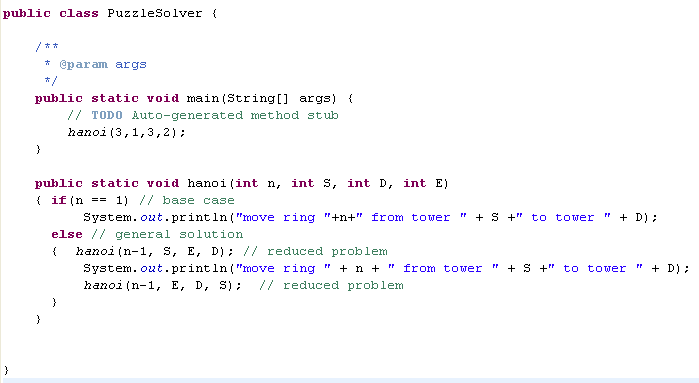 public class PuzzleSolver {
/**
* @param args
*/
public static void main(String[] args) {
// TODO Auto-generated method stub
hanoi(3,1,3,2);
}
public static void hanoi(int n, int S, int D, int E)
{ if(n == 1) // base case
System.out.println("move ring "+n+" from tower " + S +" to tower " + D);
else // general solution
{ hanoi(n-1, S, E, D); // reduced problem
System.out.println("move ring " + n + " from tower " + S +" to tower " + D);
hanoi(n-1, E, D, S); // reduced problem
}
}
}